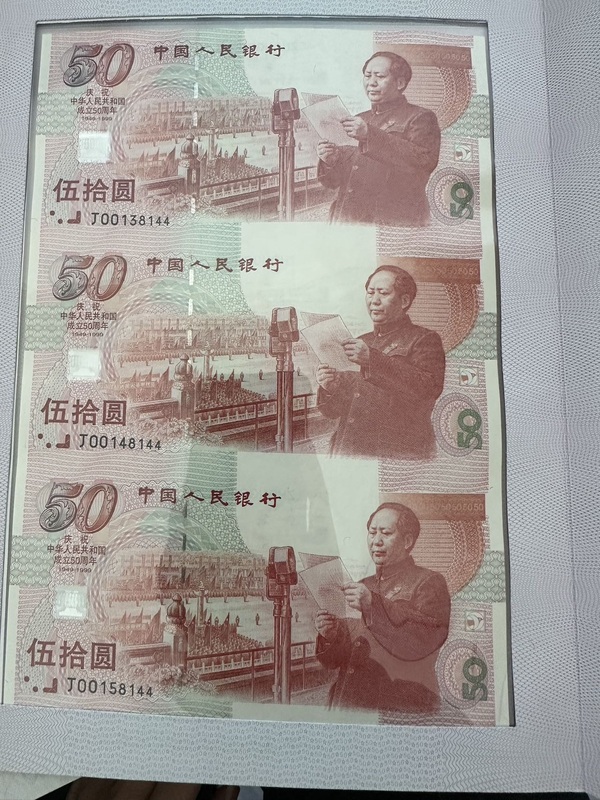 50
中国人民银行
庆祝
中华人民共和国
成立50周年
1949-1999
伍拾圆
J00138144
50
50
中国人民银行
庆祝
中华人民共和国
成立50周年
1949-1999
伍拾圆
J00148144
50
50
中国人民银行
庆祝
中华人民共和国
成立50周年
1949-1999
伍拾圆
J00158144
50